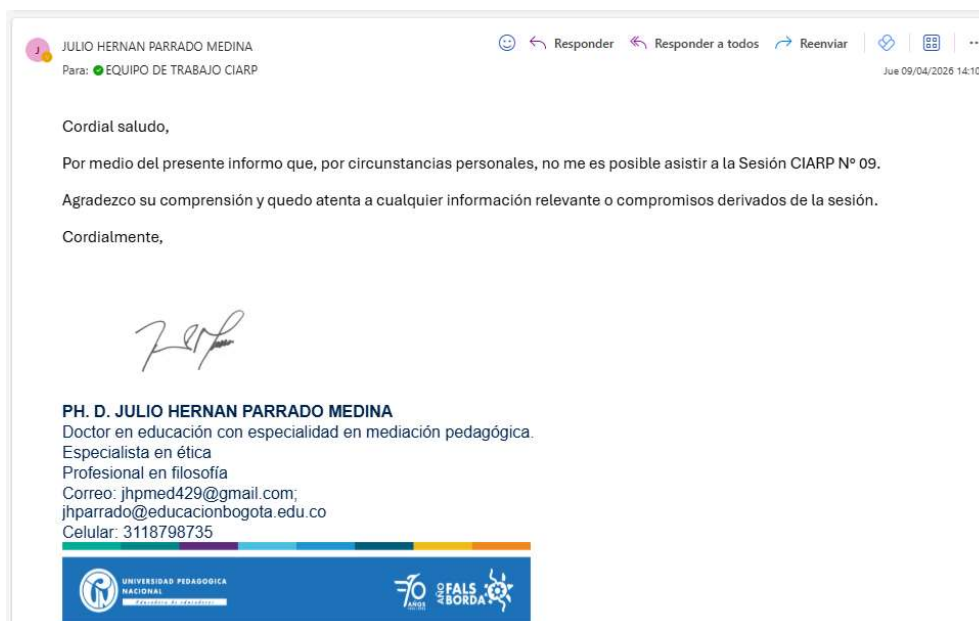 J
JULIO HERNAN PARRADO MEDINA
Responder
Responder a todos
Reenviar
Para: EQUIPO DE TRABAJO CIARP
Jue 09/04/2026 14:10
Cordial saludo,
Por medio del presente informo que, por circunstancias personales, no me es posible asistir a la Sesión CIARP Nº 09.
Agradezco su comprensión y quedo atenta a cualquier información relevante o compromisos derivados de la sesión.
Cordialmente,
PH. D. JULIO HERNAN PARRADO MEDINA
Doctor en educación con especialidad en mediación pedagógica.
Especialista en ética
Profesional en filosofía
Correo: jhpmed429@gmail.com;
jhparrado@educacionbogota.edu.co
Celular: 3118798735
UNIVERSIDAD PEDAGOGICA
NACIONAL
Educadora de educadores
70
AÑOS
AÑO
FALS
BORDA